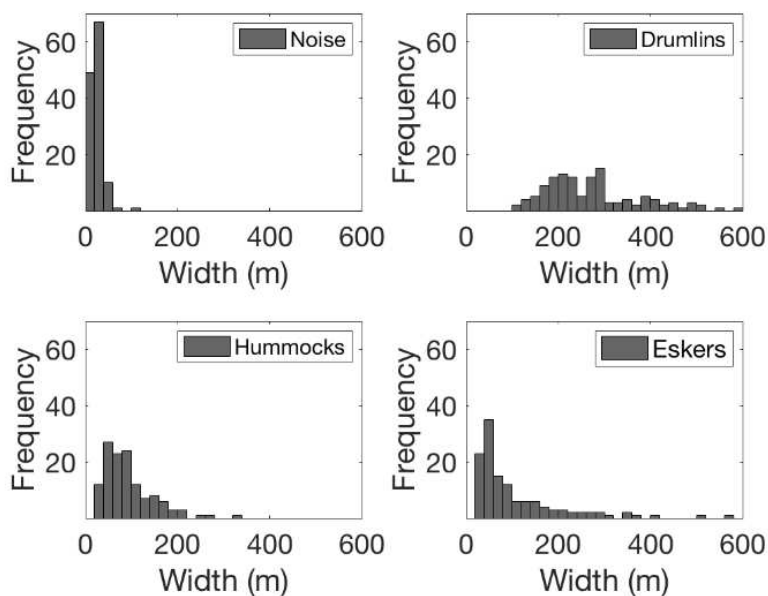 Noise
Frequency
60
40
20
0 200 400 600
Width (m)
Drumlins
Frequency
60
40
20
0 200 400 600
Width (m)
Hummocks
Frequency
60
40
20
0 200 400 600
Width (m)
Eskers
Frequency
60
40
20
0 200 400 600
Width (m)